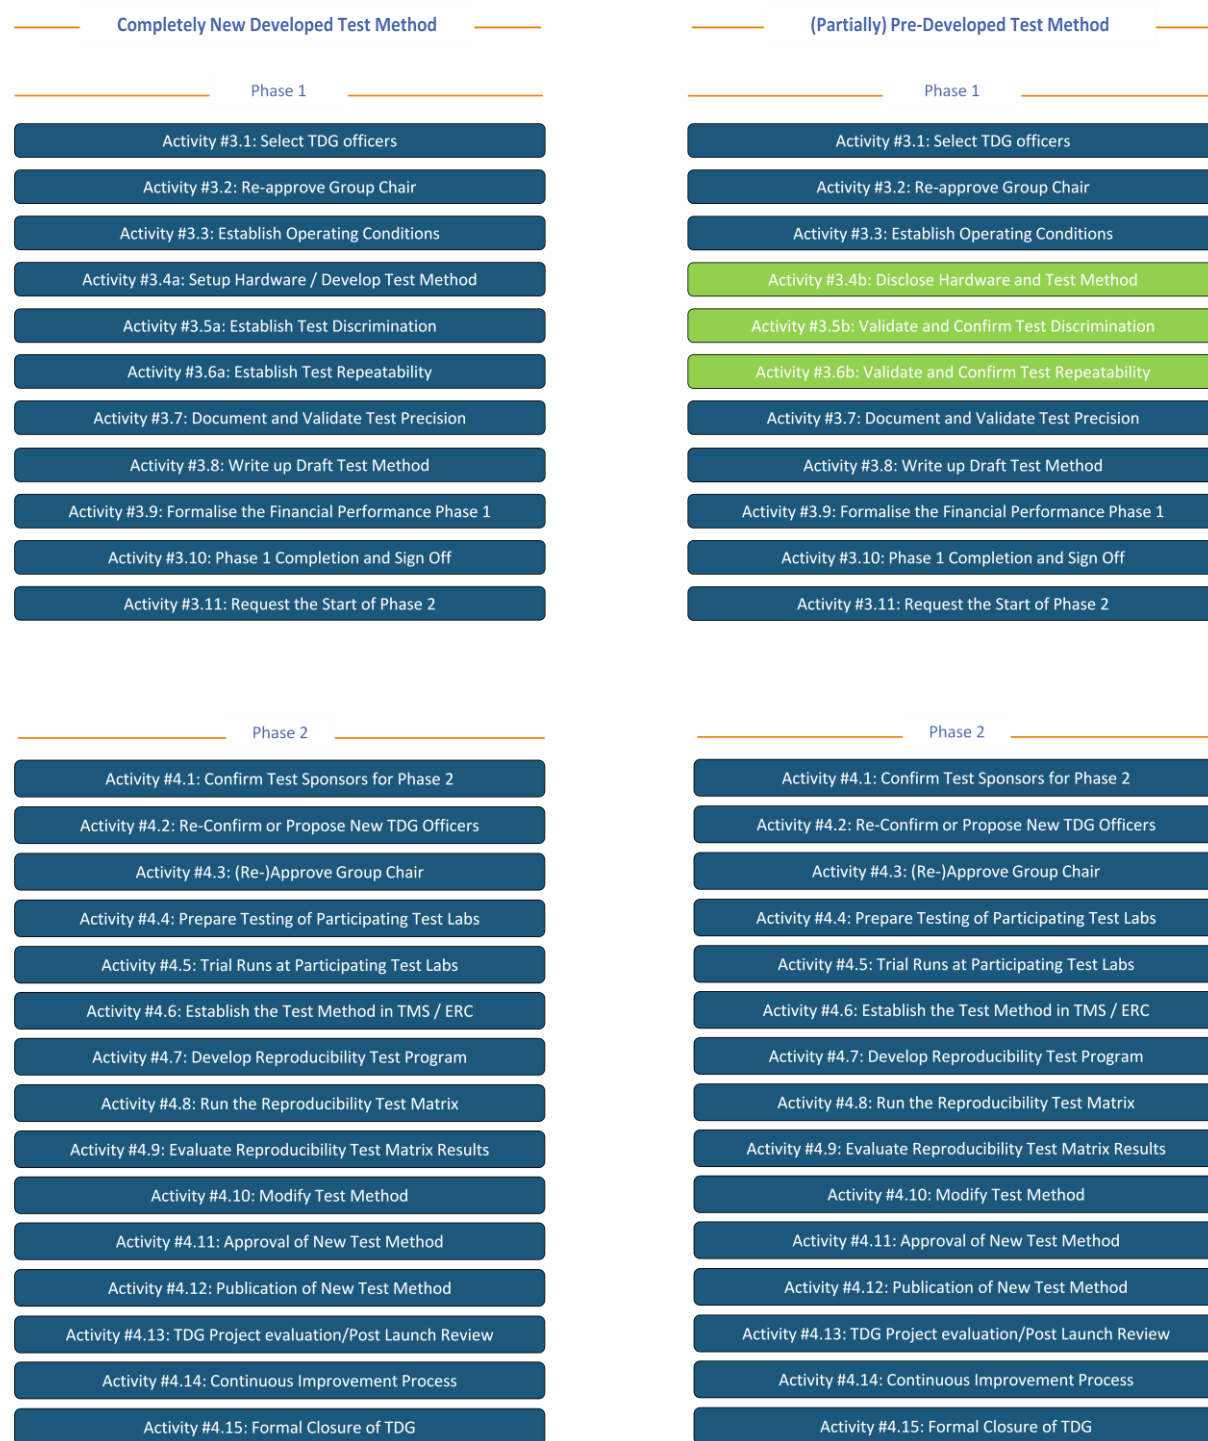 Completely New Developed Test Method
Phase 1
Activity #3.1: Select TDG officers
Activity #3.2: Re-approve Group Chair
Activity #3.3: Establish Operating Conditions
Activity #3.4a: Setup Hardware / Develop Test Method
Activity #3.5a: Establish Test Discrimination
Activity #3.6a: Establish Test Repeatability
Activity #3.7: Document and Validate Test Precision
Activity #3.8: Write up Draft Test Method
Activity #3.9: Formalise the Financial Performance Phase 1
Activity #3.10: Phase 1 Completion and Sign Off
Activity #3.11: Request the Start of Phase 2
Phase 2
Activity #4.1: Confirm Test Sponsors for Phase 2
Activity #4.2: Re-Confirm or Propose New TDG Officers
Activity #4.3: (Re-)Approve Group Chair
Activity #4.4: Prepare Testing of Participating Test Labs
Activity #4.5: Trial Runs at Participating Test Labs
Activity #4.6: Establish the Test Method in TMS / ERC
Activity #4.7: Develop Reproducibility Test Program
Activity #4.8: Run the Reproducibility Test Matrix
Activity #4.9: Evaluate Reproducibility Test Matrix Results
Activity #4.10: Modify Test Method
Activity #4.11: Approval of New Test Method
Activity #4.12: Publication of New Test Method
Activity #4.13: TDG Project evaluation/Post Launch Review
Activity #4.14: Continuous Improvement Process
Activity #4.15: Formal Closure of TDG
(Partially) Pre-Developed Test Method
Phase 1
Activity #3.1: Select TDG officers
Activity #3.2: Re-approve Group Chair
Activity #3.3: Establish Operating Conditions
Activity #3.4b: Disclose Hardware and Test Method
Activity #3.5b: Validate and Confirm Test Discrimination
Activity #3.6b: Validate and Confirm Test Repeatability
Activity #3.7: Document and Validate Test Precision
Activity #3.8: Write up Draft Test Method
Activity #3.9: Formalise the Financial Performance Phase 1
Activity #3.10: Phase 1 Completion and Sign Off
Activity #3.11: Request the Start of Phase 2
Phase 2
Activity #4.1: Confirm Test Sponsors for Phase 2
Activity #4.2: Re-Confirm or Propose New TDG Officers
Activity #4.3: (Re-)Approve Group Chair
Activity #4.4: Prepare Testing of Participating Test Labs
Activity #4.5: Trial Runs at Participating Test Labs
Activity #4.6: Establish the Test Method in TMS / ERC
Activity #4.7: Develop Reproducibility Test Program
Activity #4.8: Run the Reproducibility Test Matrix
Activity #4.9: Evaluate Reproducibility Test Matrix Results
Activity #4.10: Modify Test Method
Activity #4.11: Approval of New Test Method
Activity #4.12: Publication of New Test Method
Activity #4.13: TDG Project evaluation/Post Launch Review
Activity #4.14: Continuous Improvement Process
Activity #4.15: Formal Closure of TDG